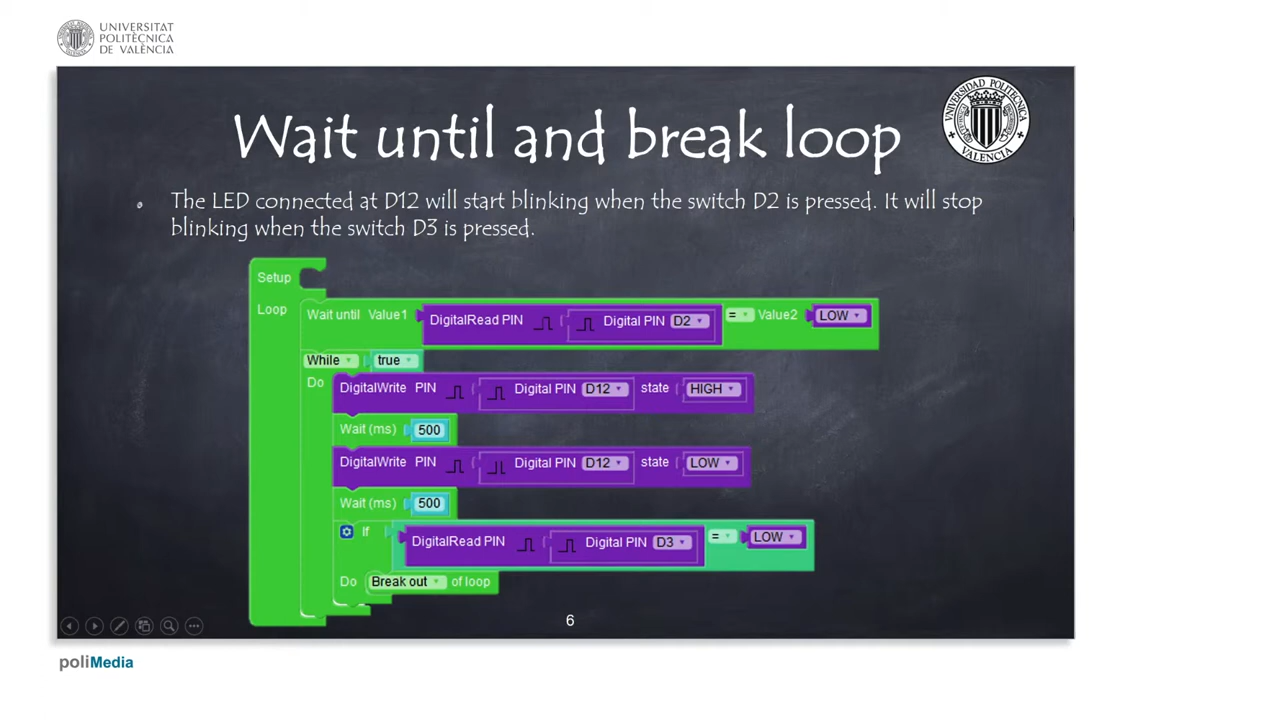 UNIVERSITAT
POLITÈCNICA
DE VALÈNCIA
UNIVERSIDAD POLITECNICA
VALENCIA
Wait until and break loop
The LED connected at D12 will start blinking when the switch D2 is pressed. It will stop
blinking when the switch D3 is pressed.
Setup
Loop
Wait until Value1 DigitalRead PIN Digital PIN D2 = Value2 LOW
While true
Do DigitalWrite PIN Digital PIN D12 state HIGH
Wait (ms) 500
DigitalWrite PIN Digital PIN D12 state LOW
Wait (ms) 500
If DigitalRead PIN Digital PIN D3 = LOW
Do Break out of loop
6
poliMedia